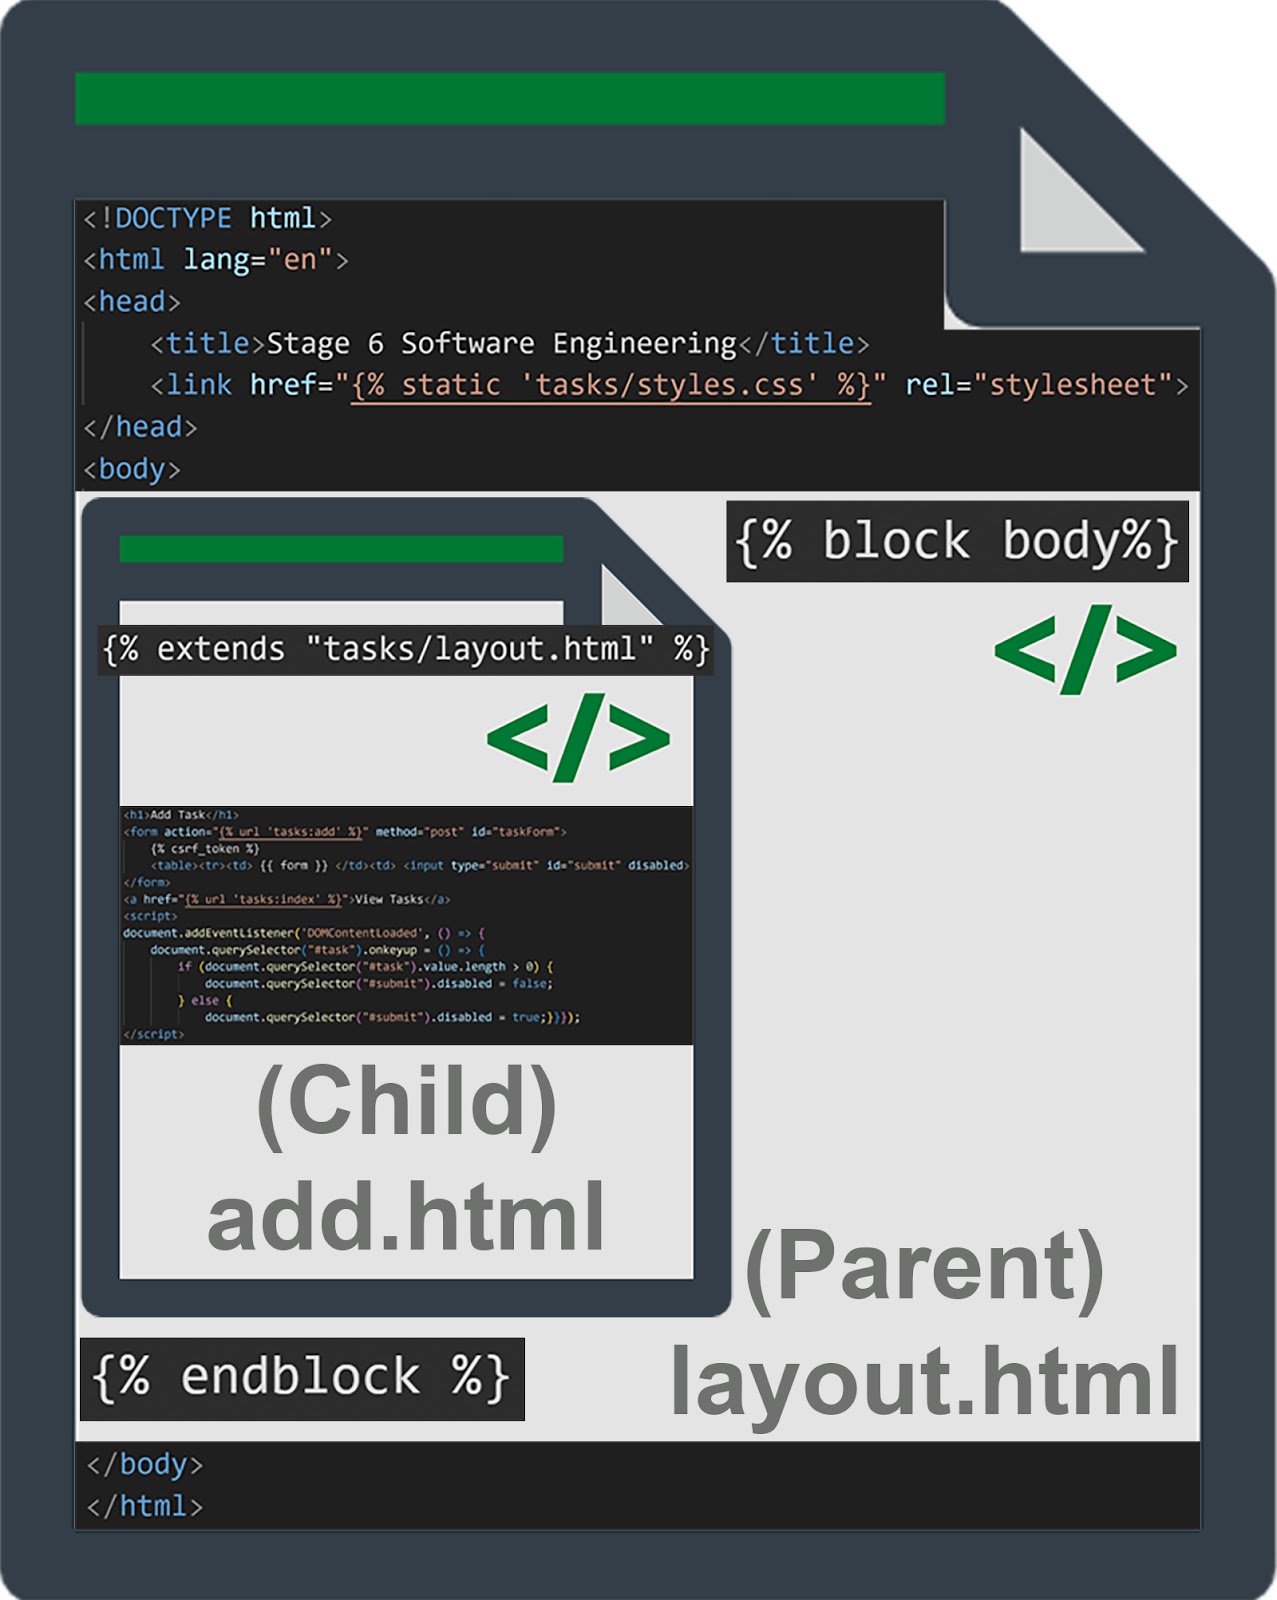 <!DOCTYPE html>
<html lang="en">
<head>
<title>Stage 6 Software Engineering</title>
<link href="{% static 'tasks/styles.css' %}" rel="stylesheet">
</head>
<body>
{% block body%}
</>
{% extends "tasks/layout.html" %}
</>
<h1>Add Task</h1>
<form action="{% url 'tasks:add' %}" method="post" id="taskForm">
{% csrf_token %}
<table><tr><td> {{ form }} </td><td> <input type="submit" id="submit" disabled>
</form>
<a href="{% url 'tasks:index' %}">View Tasks</a>
<script>
document.addEventListener('DOMContentLoaded', () => {
document.querySelector("#task").onkeyup = () => {
if (document.querySelector("#task").value.length > 0) {
document.querySelector("#submit").disabled = false;
} else {
document.querySelector("#submit").disabled = true;}}});
</script>
(Child)
add.html
(Parent)
layout.html
{% endblock %}
</body>
</html>